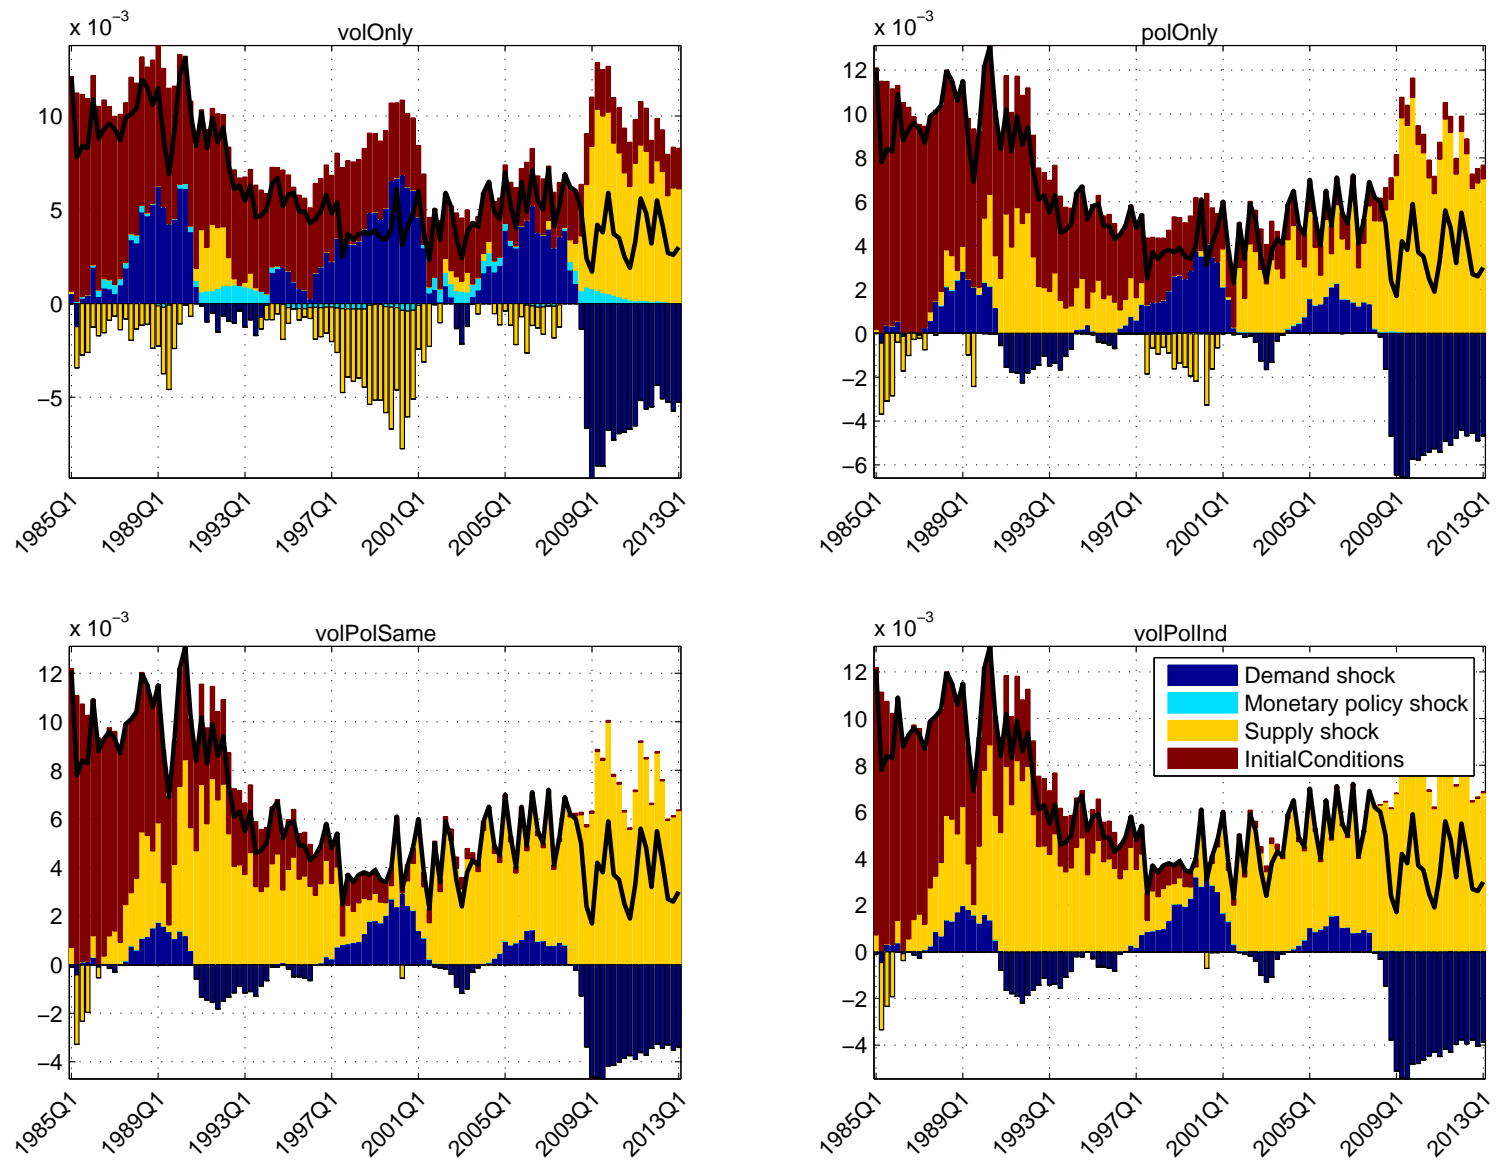 x 10⁻³
volOnly
10
5
0
−5
1985Q1
1989Q1
1993Q1
1997Q1
2001Q1
2005Q1
2009Q1
2013Q1
x 10⁻³
polOnly
12
10
8
6
4
2
0
−2
−4
−6
1985Q1
1989Q1
1993Q1
1997Q1
2001Q1
2005Q1
2009Q1
2013Q1
x 10⁻³
volPolSame
12
10
8
6
4
2
0
−2
−4
1985Q1
1989Q1
1993Q1
1997Q1
2001Q1
2005Q1
2009Q1
2013Q1
x 10⁻³
volPolInd
12
10
8
6
4
2
0
−2
−4
Demand shock
Monetary policy shock
Supply shock
InitialConditions
1985Q1
1989Q1
1993Q1
1997Q1
2001Q1
2005Q1
2009Q1
2013Q1